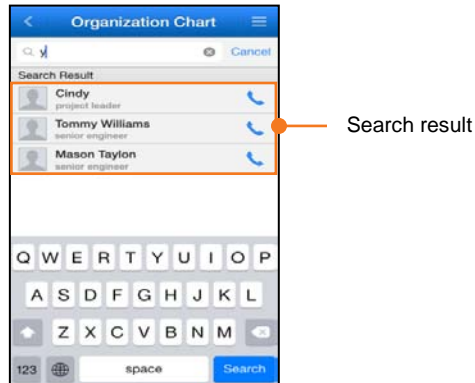 Organization Chart
y
Cancel
Search Result
Cindy
project leader
Tommy Williams
senior engineer
Mason Taylon
senior engineer
Search result
Q W E R T Y U I O P
A S D F G H J K L
Z X C V B N M
123 space Search